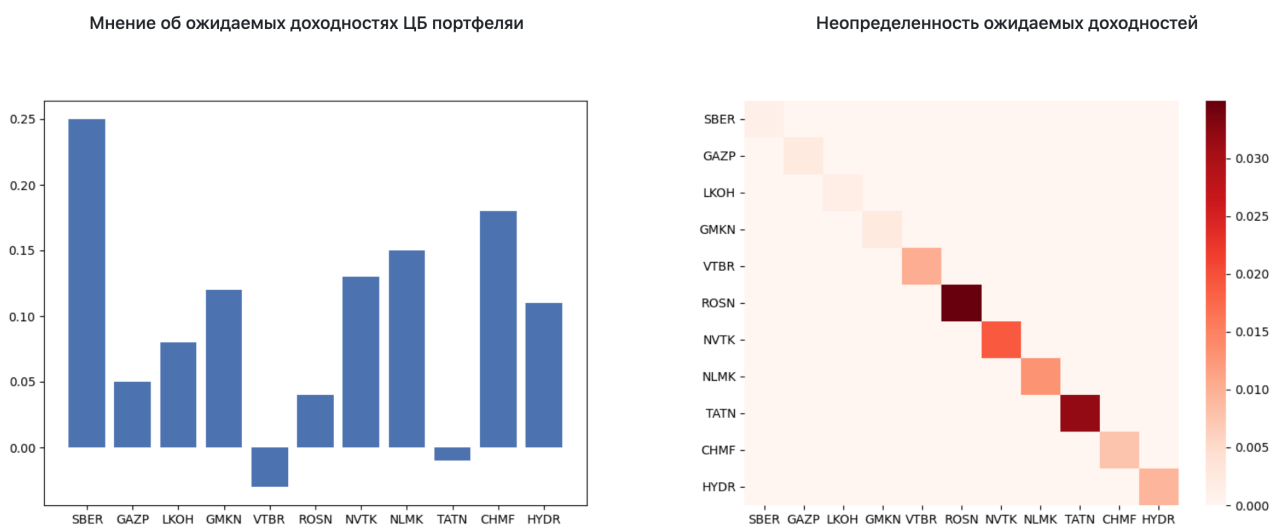 Мнение об ожидаемых доходностях ЦБ портфеляи
0.25
0.20
0.15
0.10
0.05
0.00
SBER GAZP LKOH GMKN VTBR ROSN NVTK NLMK TATN CHMF HYDR
Неопределенность ожидаемых доходностей
SBER
GAZP
LKOH
GMKN
VTBR
ROSN
NVTK
NLMK
TATN
CHMF
HYDR
SBER GAZP LKOH GMKN VTBR ROSN NVTK NLMK TATN CHMF HYDR
0.030
0.025
0.020
0.015
0.010
0.005
0.000